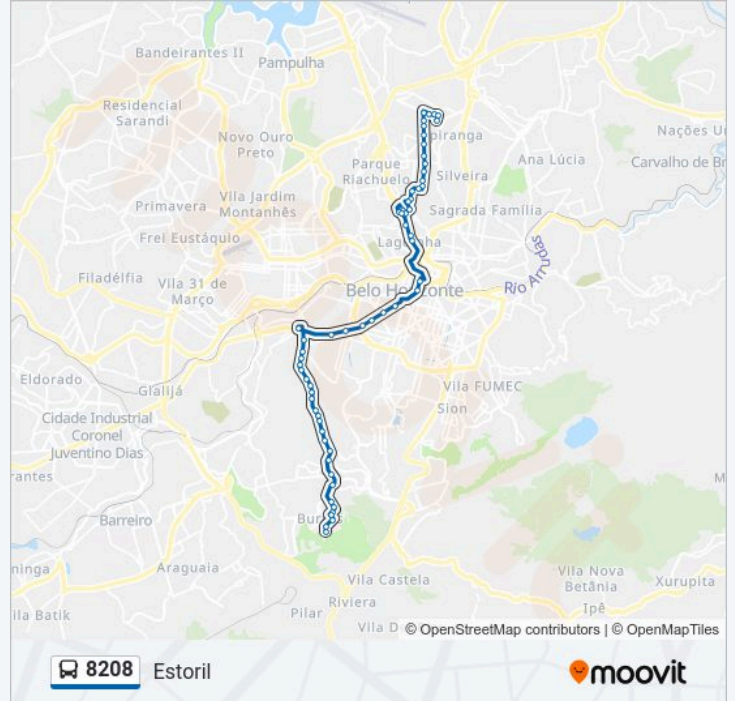 Bandeirantes II
Pampulha
Residencial
Sarandi
Novo Ouro
Preto
piranga
Nações Un
Parque
Riachuelo
Ana Lúcia
Carvalho de Br
Silveira
Vila Jardim
Montanhês
Primavera
Sagrada Família
Frei Eustáquio
Lagoinha
Rio Arrudas
Filadélfia
Vila 31 de
Março
Belo Horizonte
Eldorado
Glalijá
Vila FUMEC
Sion
Cidade Industrial
Coronel
Juventino Dias
rantes
M
Barreiro
Buritis
ninga
Araguaia
Vila Castela
Vila Nova
Betânia
Xurupita
Riviera
Ipê
ila Batik
Pilar
Vila D
© OpenStreetMap contributors | © OpenMapTiles
8208 Estoril
moovit